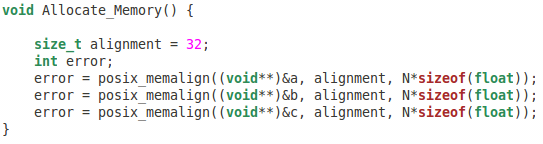 void Allocate_Memory() {
size_t alignment = 32;
int error;
error = posix_memalign((void**)&a, alignment, N*sizeof(float));
error = posix_memalign((void**)&b, alignment, N*sizeof(float));
error = posix_memalign((void**)&c, alignment, N*sizeof(float));
}